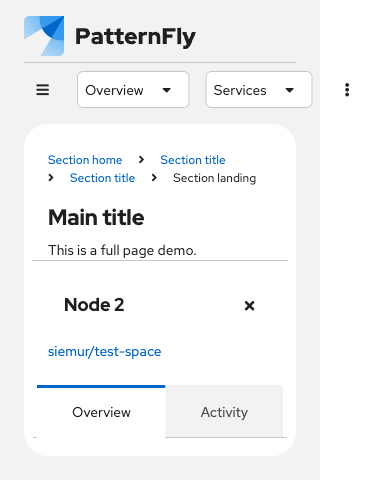 PatternFly
Overview Services
Section home Section title
Section title Section landing
Main title
This is a full page demo.
Node 2
siemur/test-space
Overview Activity